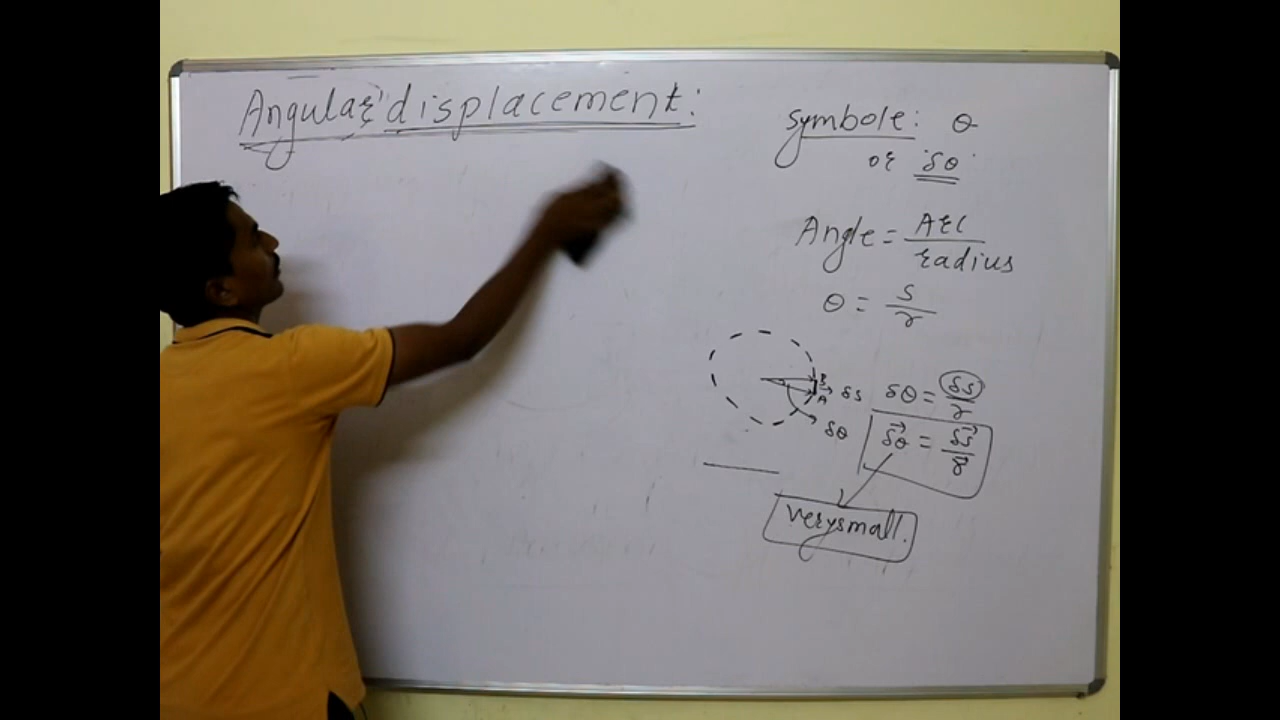 Angular displacement:
symbole: θ
or δθ
Angle = Arc / radius
θ = s / r
B
A
δs
δθ
δθ = δs / r
δθ⃗ = δs⃗ / r
verysmall.